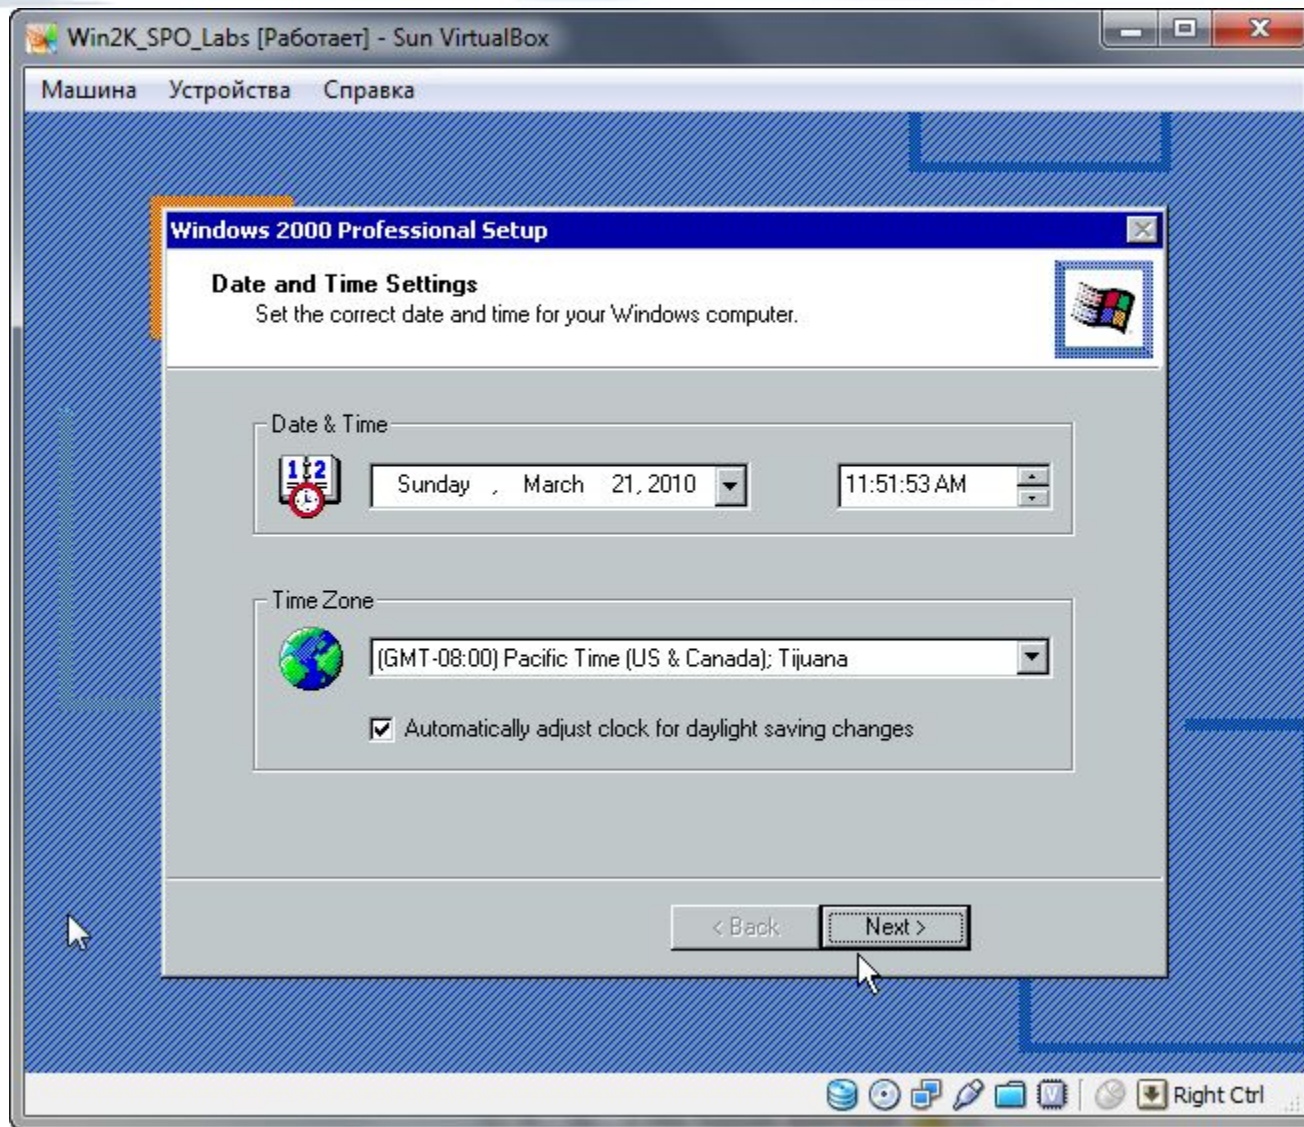 Win2K_SPO_Labs [Работает] - Sun VirtualBox
Машина Устройства Справка
Windows 2000 Professional Setup
Date and Time Settings
Set the correct date and time for your Windows computer.
Date & Time
1 2
Sunday , March 21, 2010
11:51:53 AM
Time Zone
(GMT-08:00) Pacific Time (US & Canada); Tijuana
Automatically adjust clock for daylight saving changes
< Back Next >
Right Ctrl